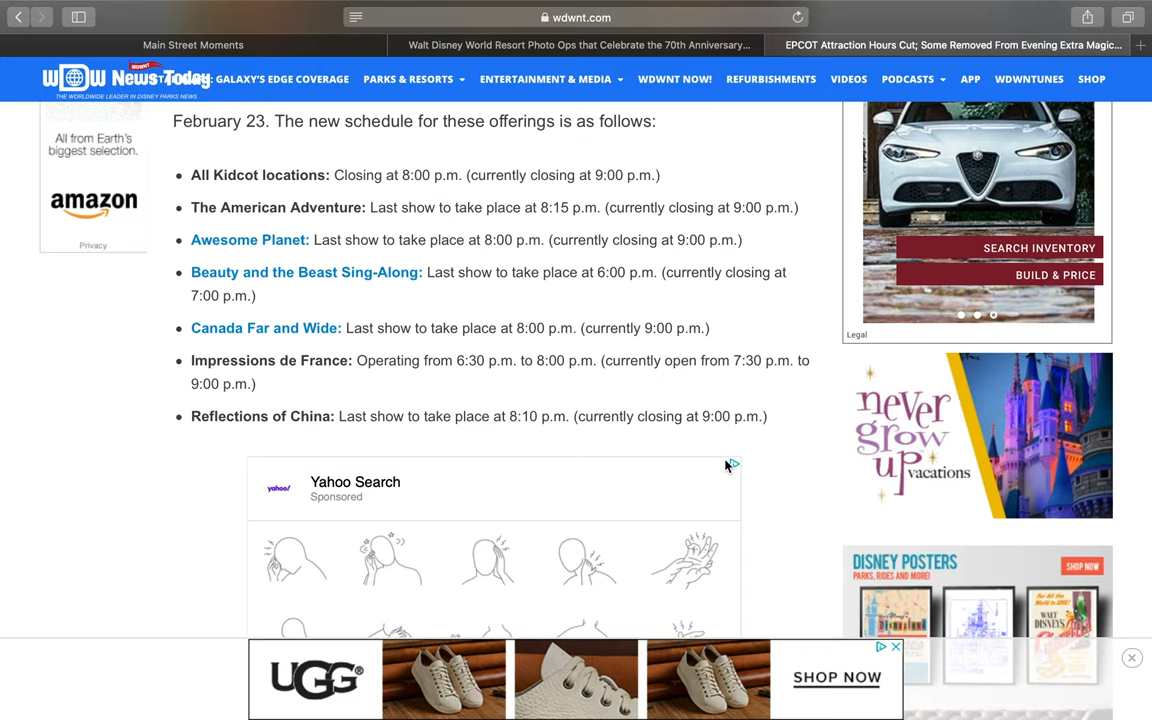 wdwnt.com
Main Street Moments
Walt Disney World Resort Photo Ops that Celebrate the 70th Anniversary...
EPCOT Attraction Hours Cut; Some Removed From Evening Extra Magic...
WDW News Today
THE WORLDWIDE LEADER IN DISNEY PARKS NEWS
GALAXY'S EDGE COVERAGE
PARKS & RESORTS
ENTERTAINMENT & MEDIA
WDWNT NOW!
REFURBISHMENTS
VIDEOS
PODCASTS
APP
WDWNTUNES
SHOP
All from Earth's
biggest selection.
amazon
Privacy
February 23. The new schedule for these offerings is as follows:
• All Kidcot locations: Closing at 8:00 p.m. (currently closing at 9:00 p.m.)
• The American Adventure: Last show to take place at 8:15 p.m. (currently closing at 9:00 p.m.)
• Awesome Planet: Last show to take place at 8:00 p.m. (currently closing at 9:00 p.m.)
• Beauty and the Beast Sing-Along: Last show to take place at 6:00 p.m. (currently closing at
7:00 p.m.)
• Canada Far and Wide: Last show to take place at 8:00 p.m. (currently 9:00 p.m.)
• Impressions de France: Operating from 6:30 p.m. to 8:00 p.m. (currently open from 7:30 p.m. to
9:00 p.m.)
• Reflections of China: Last show to take place at 8:10 p.m. (currently closing at 9:00 p.m.)
yahoo!
Yahoo Search
Sponsored
SEARCH INVENTORY
BUILD & PRICE
Legal
never
grow
up
vacations
DISNEY POSTERS
PARKS, RIDES AND MORE!
SHOP NOW
WALT
DISNEY'S
UGG®
SHOP NOW